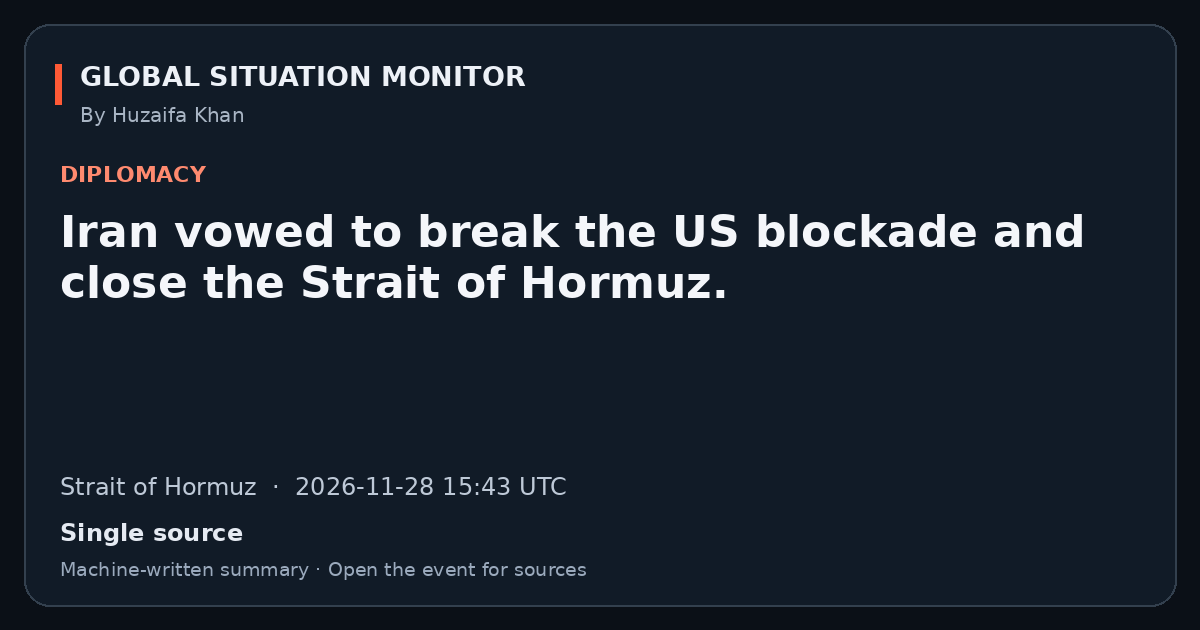 GLOBAL SITUATION MONITOR
By Huzaifa Khan
DIPLOMACY
Iran vowed to break the US blockade and
close the Strait of Hormuz.
Strait of Hormuz · 2026-11-28 15:43 UTC
Single source
Machine-written summary · Open the event for sources